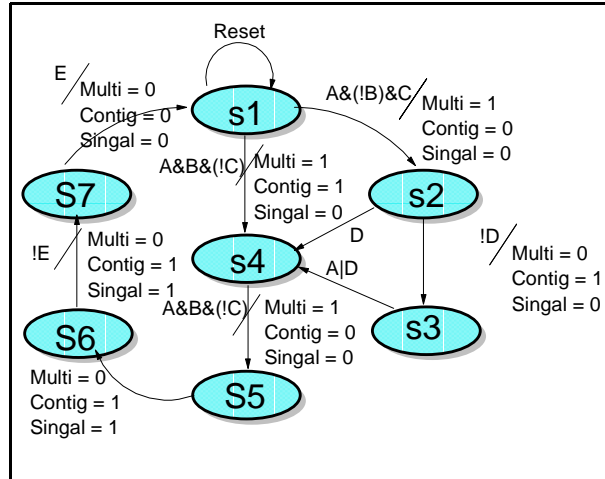 Reset
E
Multi = 0
Contig = 0
Singal = 0
s1
A&(!B)&C
Multi = 1
Contig = 0
Singal = 0
A&B&(!C)
Multi = 1
Contig = 1
Singal = 0
S7
s2
!E
Multi = 0
Contig = 1
Singal = 1
D
!D
Multi = 0
Contig = 1
Singal = 0
s4
A|D
S6
A&B&(!C)
Multi = 1
Contig = 0
Singal = 0
s3
Multi = 0
Contig = 1
Singal = 1
S5